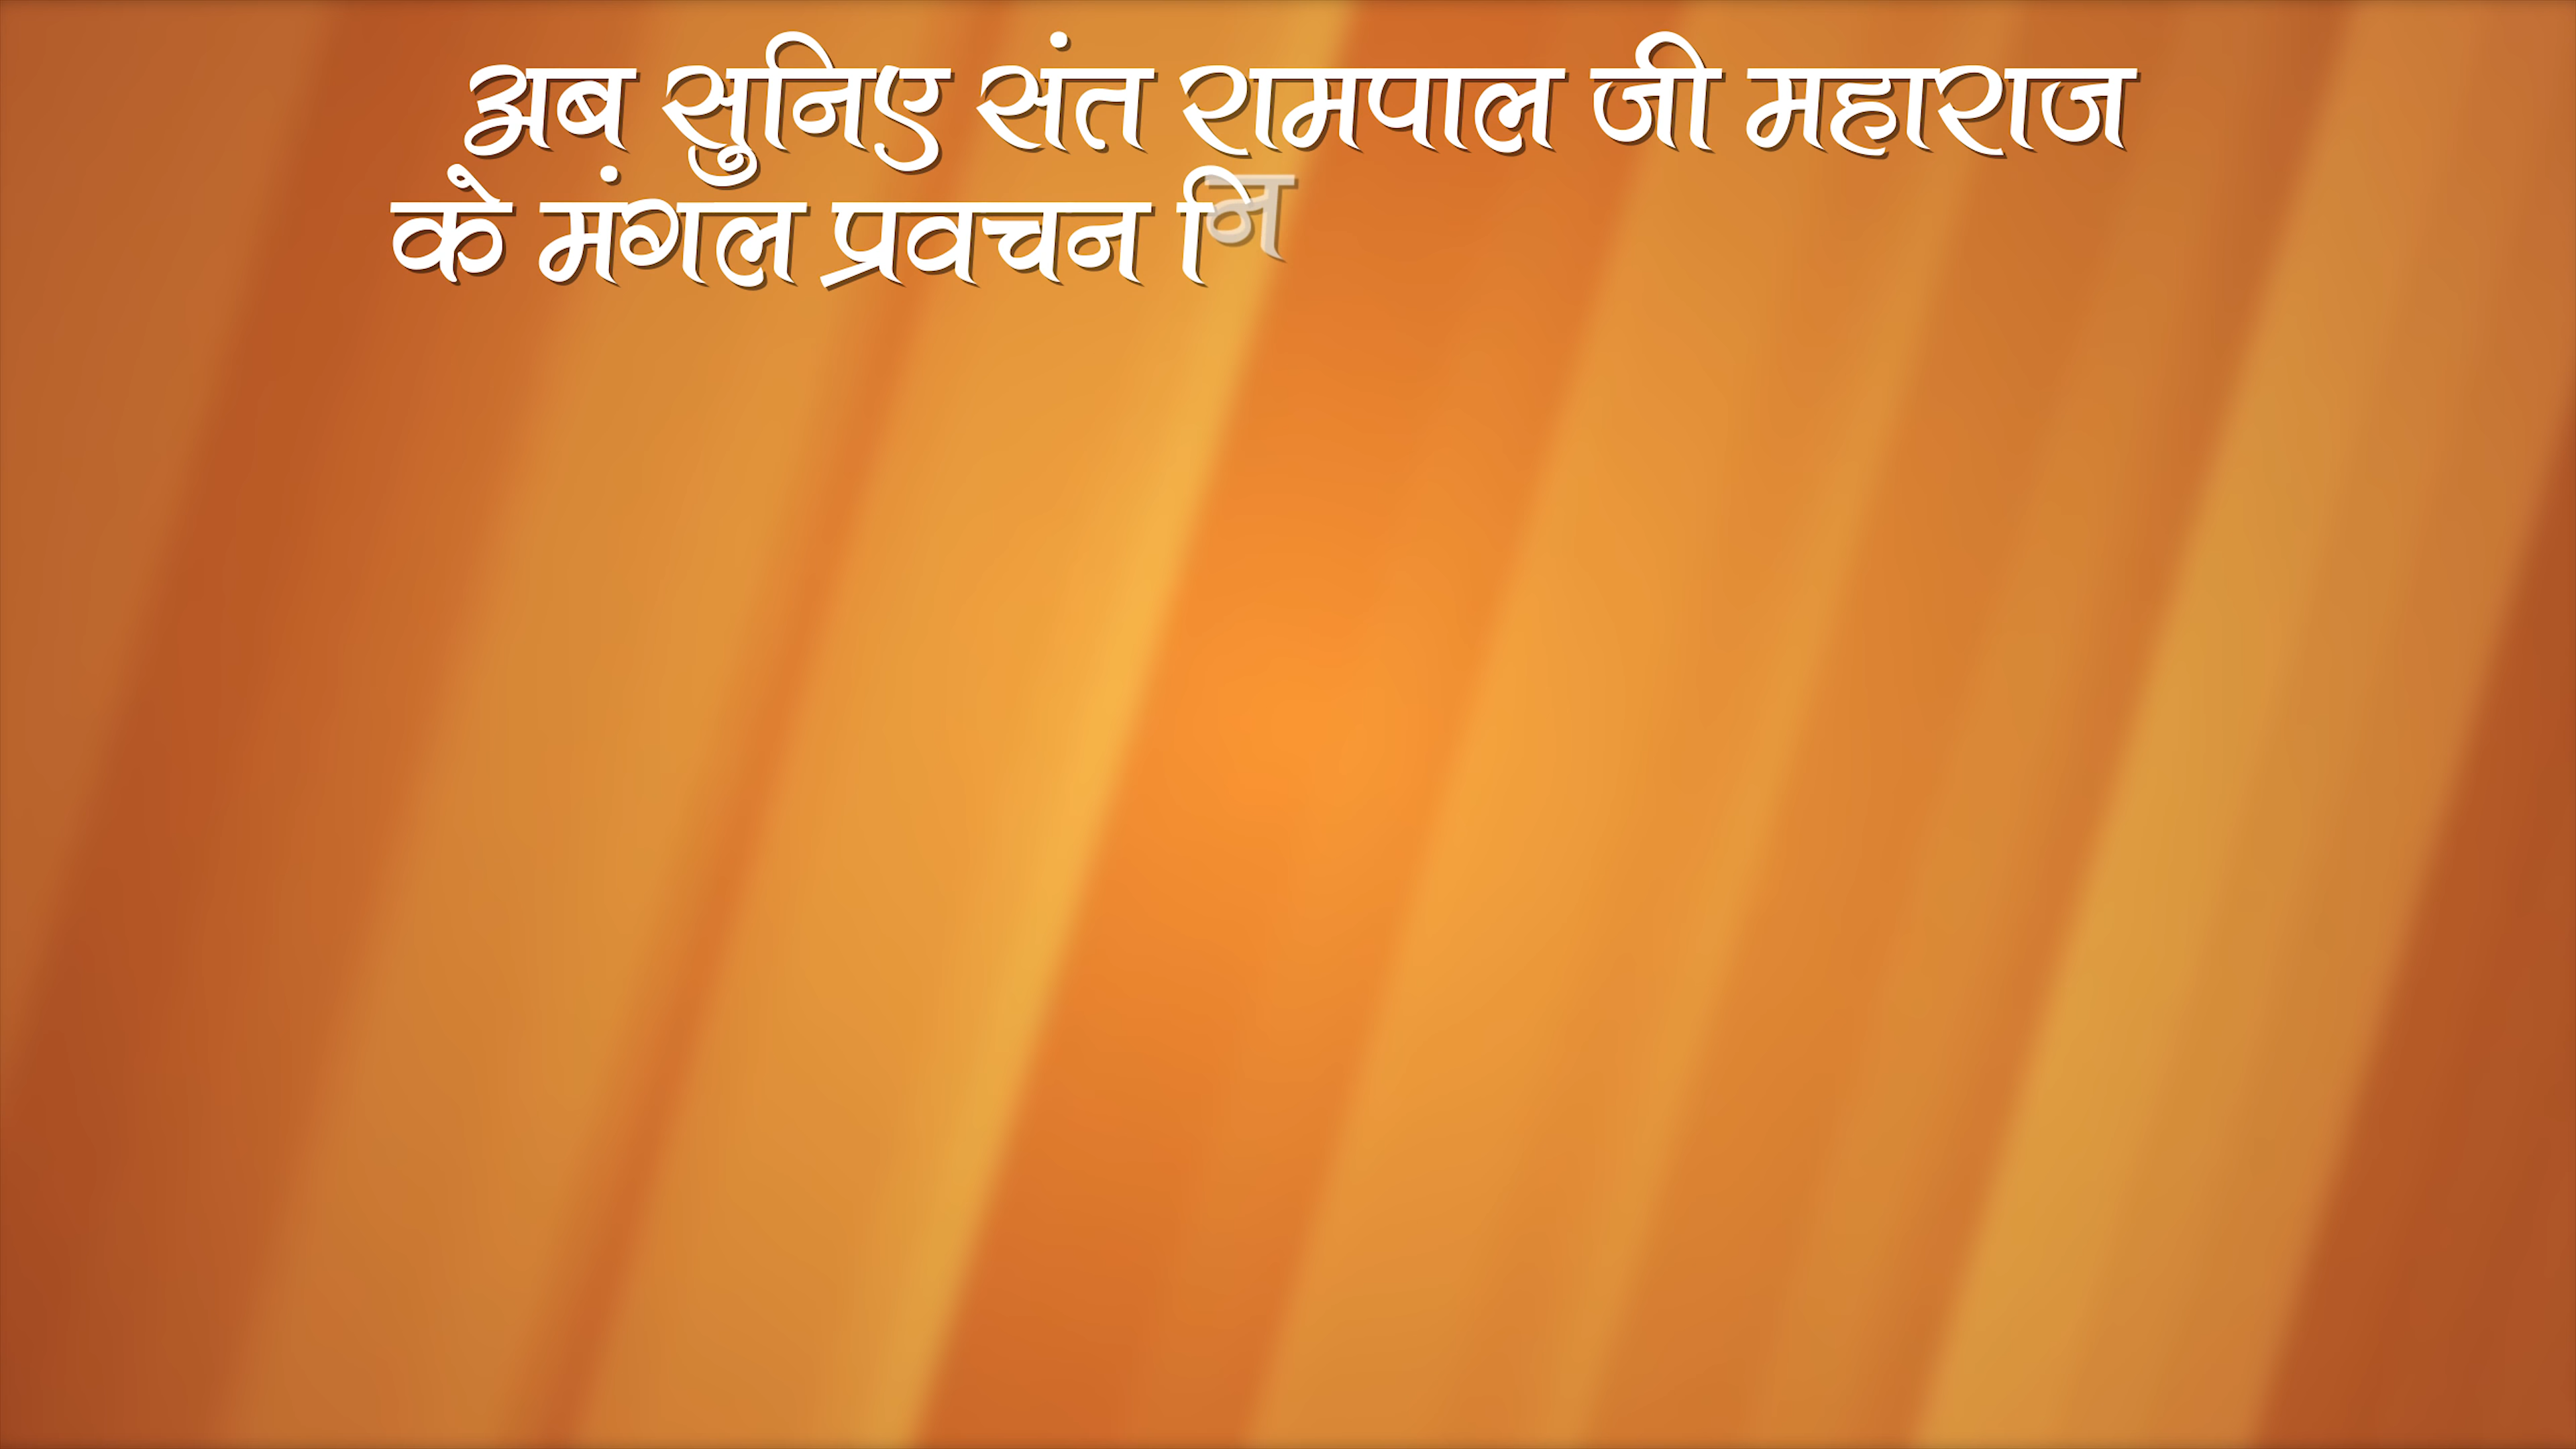 अब सुनिए संत रामपाल जी महाराज
के मंगल प्रवचन नि